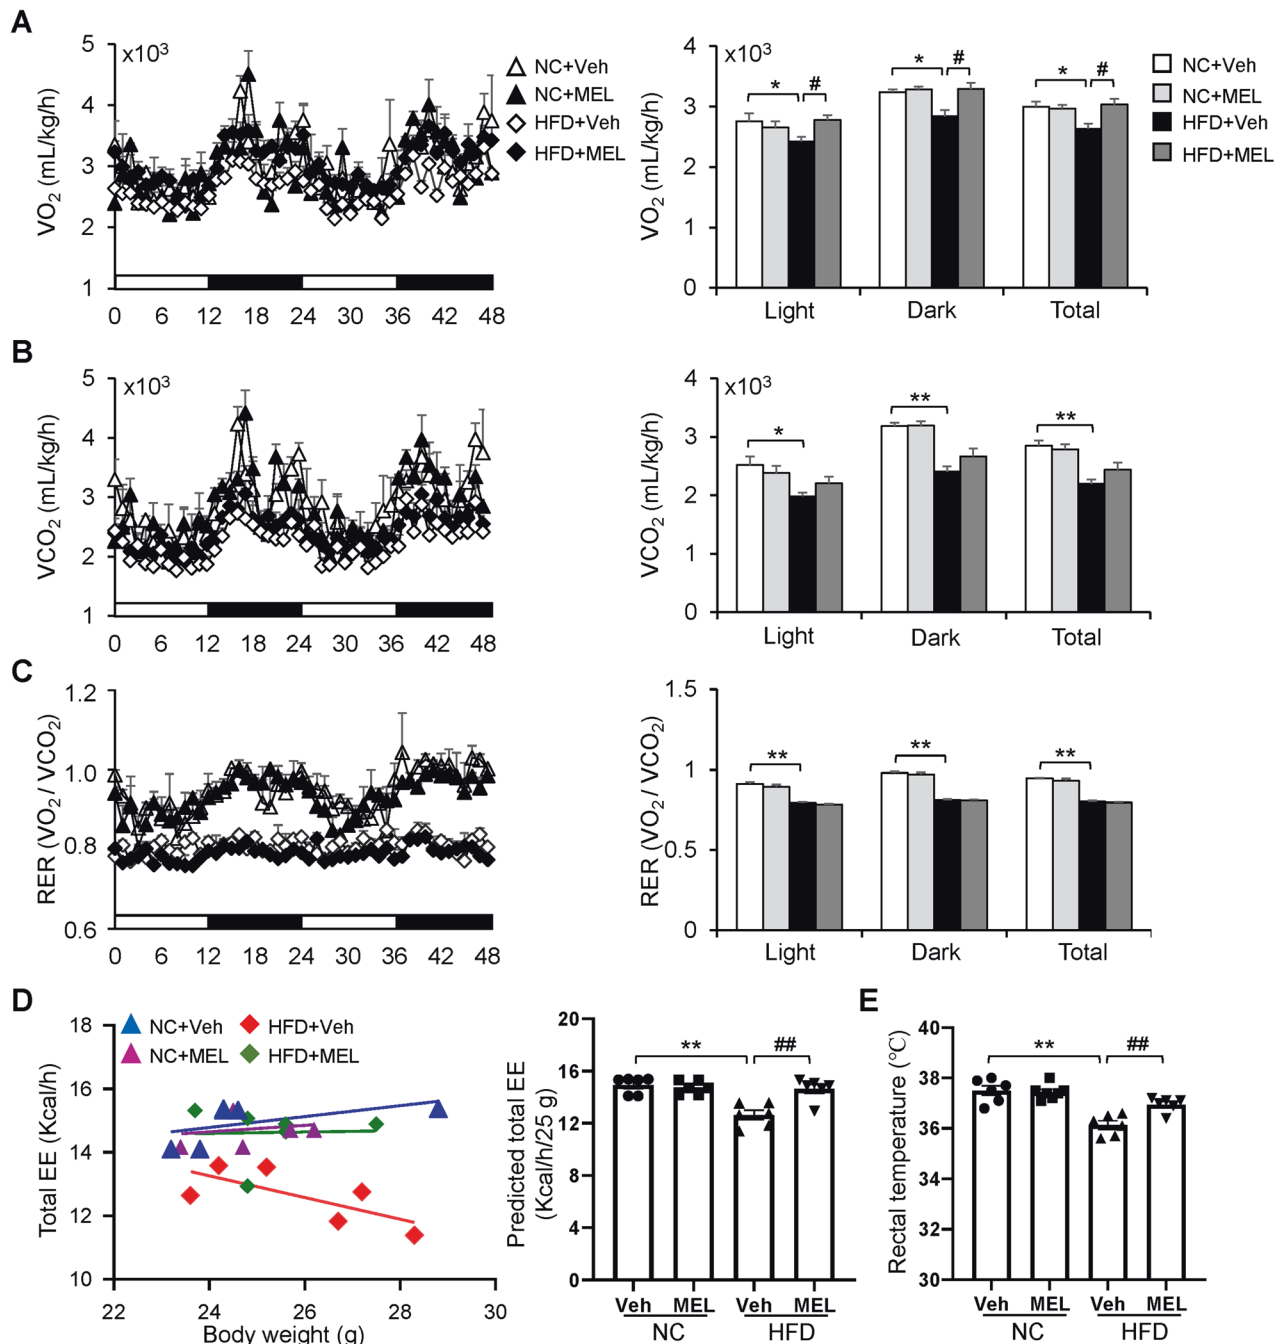 A
x10³
5
4
3
2
1
VO₂ (mL/kg/h)
0 6 12 18 24 30 36 42 48
NC+Veh
NC+MEL
HFD+Veh
HFD+MEL
x10³
4
3
2
1
0
VO₂ (mL/kg/h)
* # * # * #
Light Dark Total
NC+Veh
NC+MEL
HFD+Veh
HFD+MEL
B
x10³
5
4
3
2
1
VCO₂ (mL/kg/h)
0 6 12 18 24 30 36 42 48
x10³
4
3
2
1
0
VCO₂ (mL/kg/h)
* ** **
Light Dark Total
C
1.2
1.0
0.8
0.6
RER (VO₂ / VCO₂)
0 6 12 18 24 30 36 42 48
1.5
1
0.5
0
RER (VO₂ / VCO₂)
** ** **
Light Dark Total
D
NC+Veh HFD+Veh
NC+MEL HFD+MEL
18
16
14
12
10
Total EE (Kcal/h)
22 24 26 28 30
Body weight (g)
20
16
12
8
4
0
Predicted total EE
(Kcal/h/25 g)
** ##
Veh MEL Veh MEL
NC HFD
E
40
38
36
34
32
30
Rectal temperature (℃)
** ##
Veh MEL Veh MEL
NC HFD